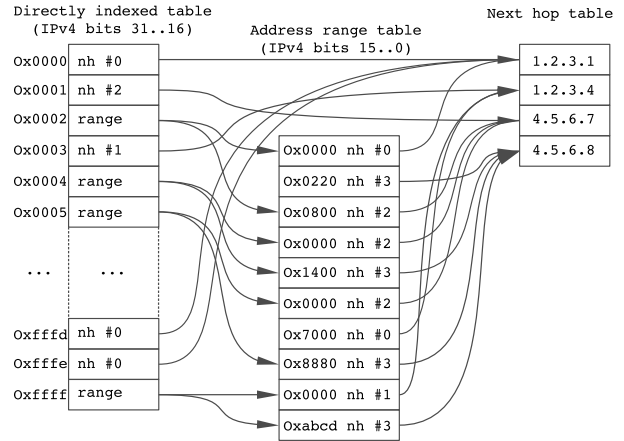 Directly indexed table
(IPv4 bits 31..16)
Address range table
(IPv4 bits 15..0)
Next hop table
0x0000 nh #0
0x0001 nh #2
0x0002 range
0x0003 nh #1
0x0004 range
0x0005 range
... ...
0xfffd nh #0
0xfffe nh #0
0xffff range
0x0000 nh #0
0x0220 nh #3
0x0800 nh #2
0x0000 nh #2
0x1400 nh #3
0x0000 nh #2
0x7000 nh #0
0x8880 nh #3
0x0000 nh #1
0xabcd nh #3
1.2.3.1
1.2.3.4
4.5.6.7
4.5.6.8